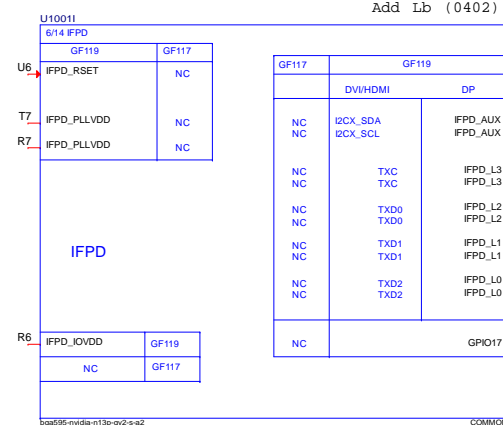 Add Lb (0402)
U1001I
6/14 IFPD
GF119 GF117
U6 IFPD_RSET NC
T7 IFPD_PLLVDD NC
R7 IFPD_PLLVDD NC
IFPD
R6 IFPD_IOVDD GF119
NC GF117
GF117 GF119
DVI/HDMI DP
NC I2CX_SDA IFPD_AUX
NC I2CX_SCL IFPD_AUX
NC TXC IFPD_L3
NC TXC IFPD_L3
NC TXD0 IFPD_L2
NC TXD0 IFPD_L2
NC TXD1 IFPD_L1
NC TXD1 IFPD_L1
NC TXD2 IFPD_L0
NC TXD2 IFPD_L0
NC GPIO17
bga595-nvidia-n13p-gv2-s-a2
COMMO